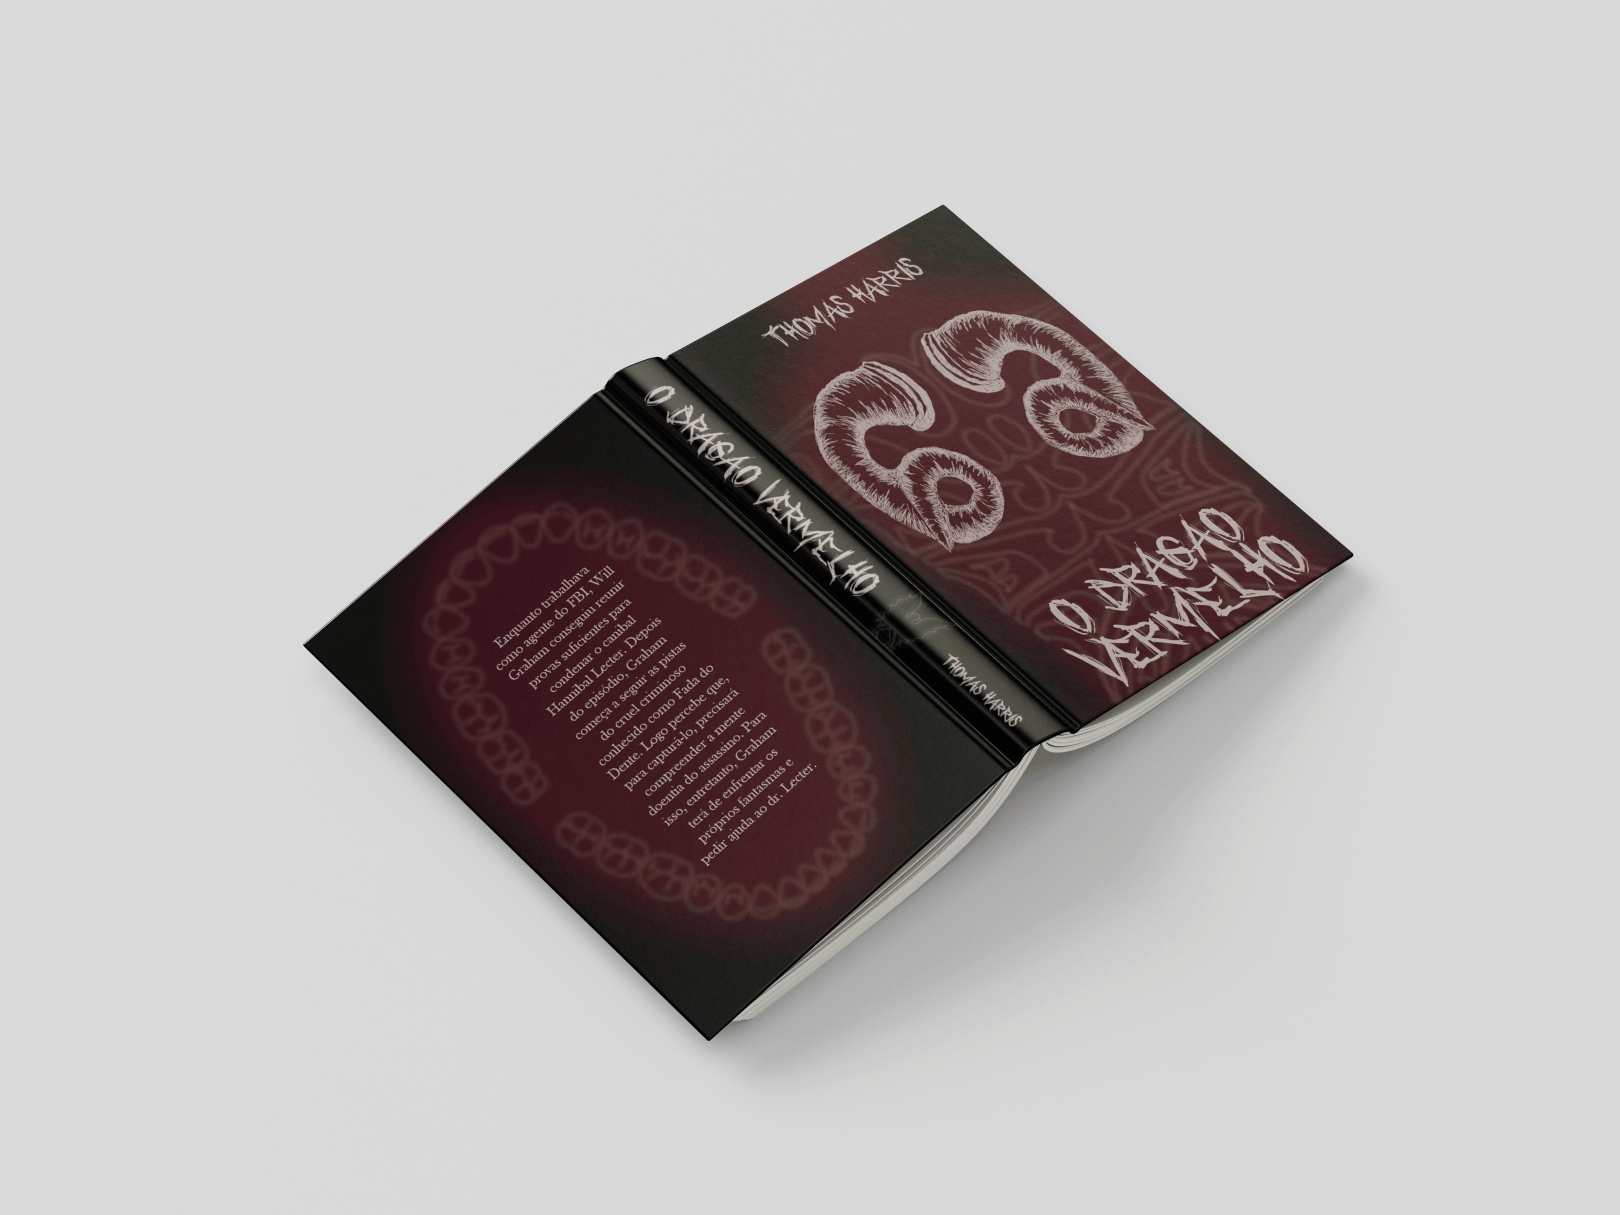 THOMAS HARRIS
O DRAGAO
VERMELHO
O DRAGAO VERMELHO
THOMAS HARRIS
Enquanto trabalhava
como agente do FBI, Will
Graham conseguiu reunir
provas suficientes para
condenar o canibal
Hannibal Lecter. Depois
do episódio, Graham
começa a seguir as pistas
do cruel criminoso
conhecido como Fada do
Dente. Logo percebe que,
para capturá-lo, precisará
compreender a mente
doentia do assassino. Para
isso, entretanto, Graham
terá de enfrentar os
próprios fantasmas e
pedir ajuda ao dr. Lecter.